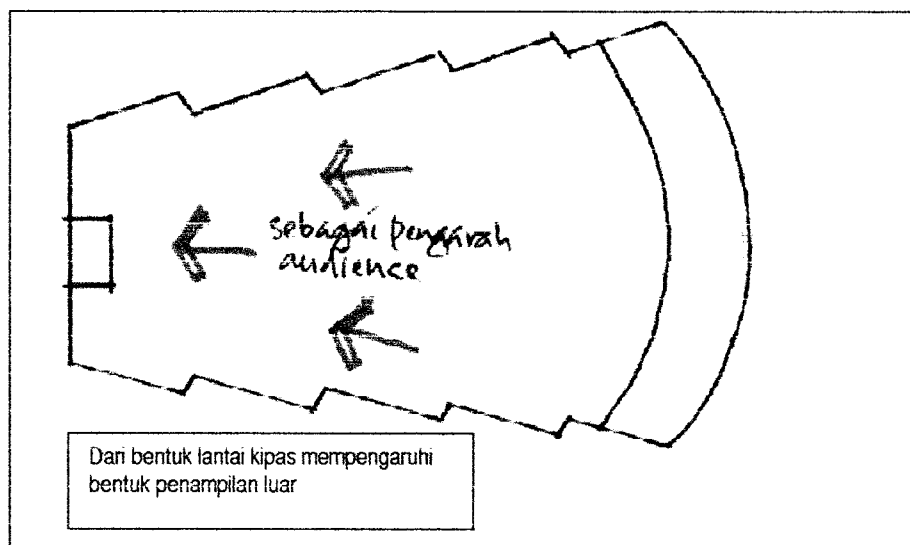 sebagai pengarah
audience
Dari bentuk lantai kipas mempengaruhi
bentuk penampilan luar